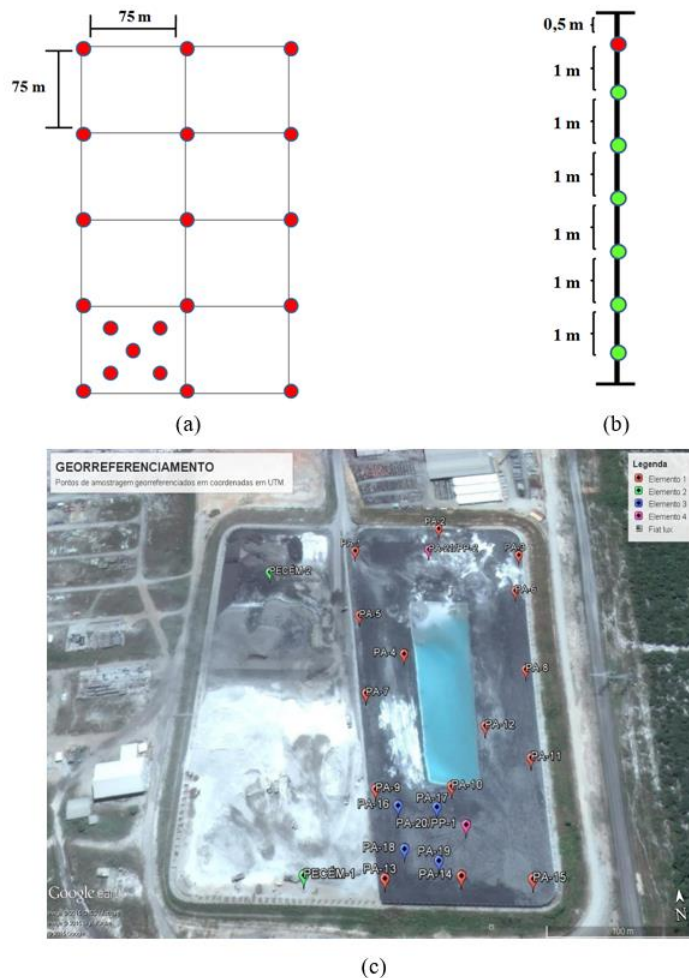 75 m
75 m
0,5 m
1 m
1 m
1 m
1 m
1 m
1 m
(a)
(b)
GEORREFERENCIAMENTO
Pontos de amostragem georreferenciados em coordenadas em UTM
Legenda
Elemento 1
Elemento 2
Elemento 3
Elemento 4
Fiat lux
PA-2
PA-3
PECÉM-2
PA-5
PA-4
PA-8
PA-7
PA-12
PA-11
PA-9
PA-10
PA-16
PA-17
PA-20/PP-1
PA-18
PA-19
PECÉM-1
PA-13
PA-14
PA-15
Google
N
100 m
(c)